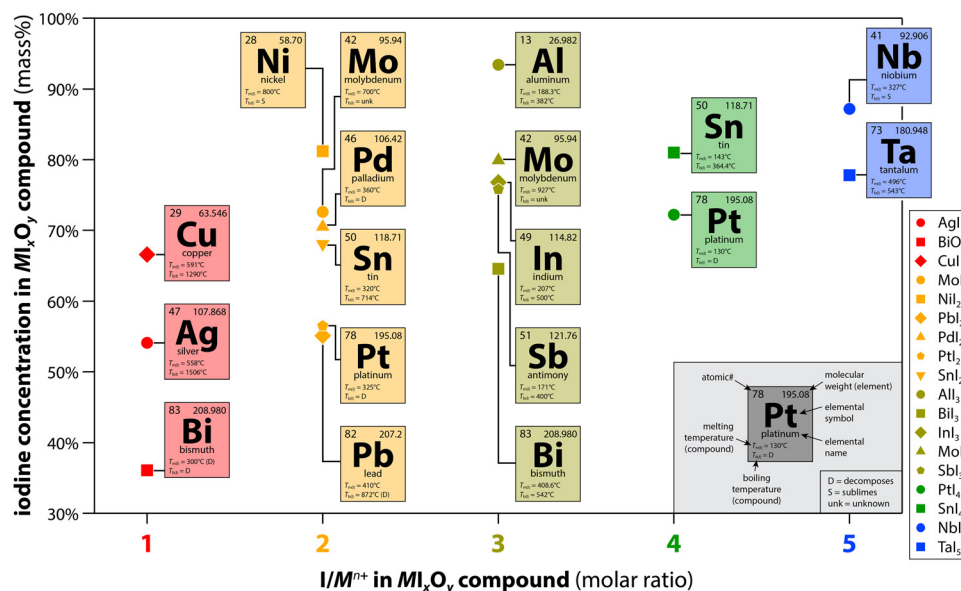 iodine concentration in MIxOy compound (mass%)
100%
90%
80%
70%
60%
50%
40%
30%
1
2
3
4
5
I/Mn+ in MIxOy compound (molar ratio)
29 63.546
Cu
copper
Tmlt = 591°C
Tboil = 1290°C
47 107.868
Ag
silver
Tmlt = 558°C
Tboil = 1506°C
83 208.980
Bi
bismuth
Tmlt = 300°C (D)
Tboil = D
28 58.70
Ni
nickel
Tmlt = 800°C
Tboil = S
42 95.94
Mo
molybdenum
Tmlt = 700°C
Tboil = unk
46 106.42
Pd
palladium
Tmlt = 360°C
Tboil = D
50 118.71
Sn
tin
Tmlt = 320°C
Tboil = 714°C
78 195.08
Pt
platinum
Tmlt = 325°C
Tboil = D
82 207.2
Pb
lead
Tmlt = 410°C
Tboil = 872°C (D)
13 26.982
Al
aluminum
Tmlt = 188.3°C
Tboil = 382°C
42 95.94
Mo
molybdenum
Tmlt = 927°C
Tboil = unk
49 114.82
In
indium
Tmlt = 207°C
Tboil = 500°C
51 121.76
Sb
antimony
Tmlt = 171°C
Tboil = 400°C
83 208.980
Bi
bismuth
Tmlt = 408.6°C
Tboil = 542°C
50 118.71
Sn
tin
Tmlt = 143°C
Tboil = 364.4°C
78 195.08
Pt
platinum
Tmlt = 130°C
Tboil = D
41 92.906
Nb
niobium
Tmlt = 327°C
Tboil = S
73 180.948
Ta
tantalum
Tmlt = 496°C
Tboil = 543°C
atomic#
molecular
weight (element)
78 195.08
Pt
platinum
Tmlt = 130°C
Tboil = D
elemental
symbol
elemental
name
melting
temperature
(compound)
boiling
temperature
(compound)
D = decomposes
S = sublimes
unk = unknown
AgI
BiO
CuI
MoI
NiI2
PbI
PdI
PtI2
SnI
AlI3
BiI3
InI3
MoI
SbI3
PtI4
SnI4
NbI
TaI5